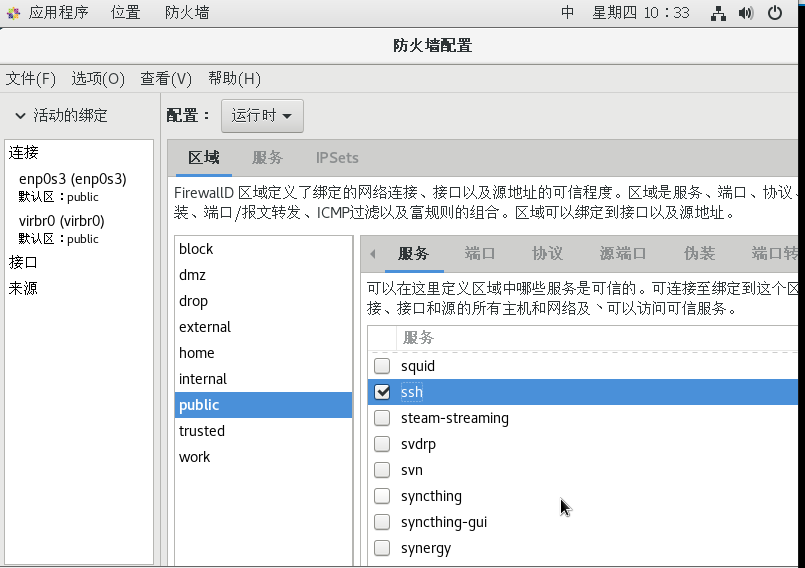 应用程序 位置 防火墙 中 星期四 10：33
防火墙配置
文件(F) 选项(O) 查看(V) 帮助(H)
活动的绑定
连接
enp0s3 (enp0s3)
默认区：public
virbr0 (virbr0)
默认区：public
接口
来源
配置： 运行时
区域 服务 IPSets
FirewallD 区域定义了绑定的网络连接、接口以及源地址的可信程度。区域是服务、端口、协议、
装、端口/报文转发、ICMP过滤以及富规则的组合。区域可以绑定到接口以及源地址。
block
dmz
drop
external
home
internal
public
trusted
work
服务 端口 协议 源端口 伪装 端口转
可以在这里定义区域中哪些服务是可信的。可连接至绑定到这个区
接、接口和源的所有主机和网络及丶可以访问可信服务。
服务
squid
ssh
steam-streaming
svdrp
svn
syncthing
syncthing-gui
synergy